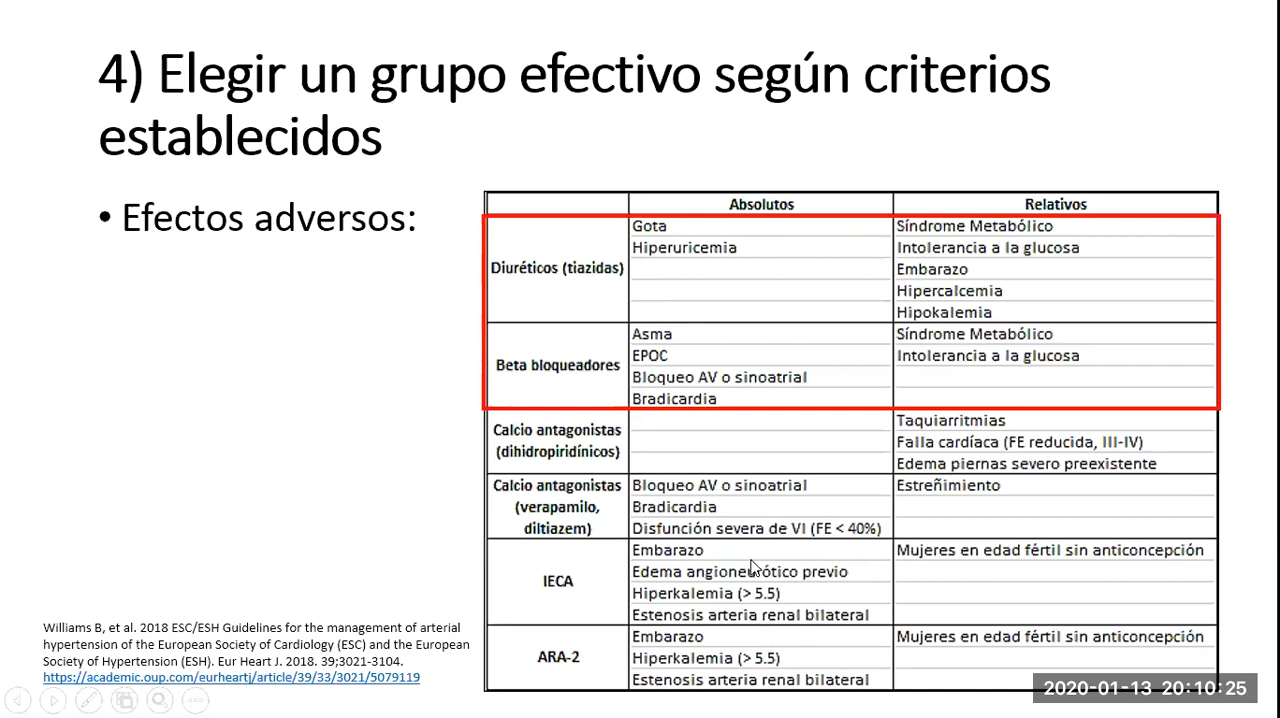 4) Elegir un grupo efectivo según criterios
establecidos
• Efectos adversos:
Absolutos Relativos
Diuréticos (tiazidas)
Gota Síndrome Metabólico
Hiperuricemia Intolerancia a la glucosa
Embarazo
Hipercalcemia
Hipokalemia
Beta bloqueadores
Asma Síndrome Metabólico
EPOC Intolerancia a la glucosa
Bloqueo AV o sinoatrial
Bradicardia
Calcio antagonistas
(dihidropiridínicos)
Taquiarritmias
Falla cardíaca (FE reducida, III-IV)
Edema piernas severo preexistente
Calcio antagonistas
(verapamilo,
diltiazem)
Bloqueo AV o sinoatrial Estreñimiento
Bradicardia
Disfunción severa de VI (FE < 40%)
IECA
Embarazo Mujeres en edad fértil sin anticoncepción
Edema angioneurótico previo
Hiperkalemia (> 5.5)
Estenosis arteria renal bilateral
ARA-2
Embarazo Mujeres en edad fértil sin anticoncepción
Hiperkalemia (> 5.5)
Estenosis arteria renal bilateral
Williams B, et al. 2018 ESC/ESH Guidelines for the management of arterial
hypertension of the European Society of Cardiology (ESC) and the European
Society of Hypertension (ESH). Eur Heart J. 2018. 39;3021-3104.
https://academic.oup.com/eurheartj/article/39/33/3021/5079119
2020-01-13 20:10:25